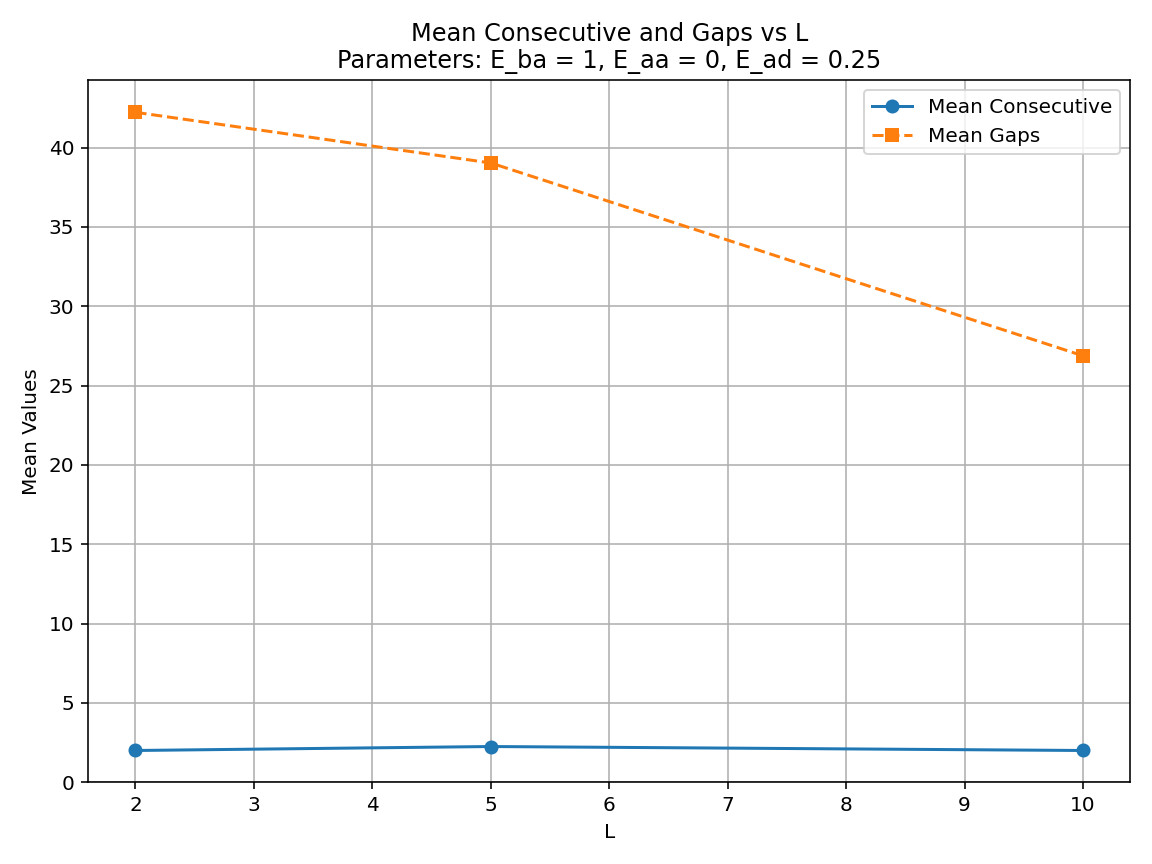 Mean Consecutive and Gaps vs L
Parameters: E_ba = 1, E_aa = 0, E_ad = 0.25
Mean Consecutive
Mean Gaps
Mean Values
40
35
30
25
20
15
10
5
0
2 3 4 5 6 7 8 9 10
L